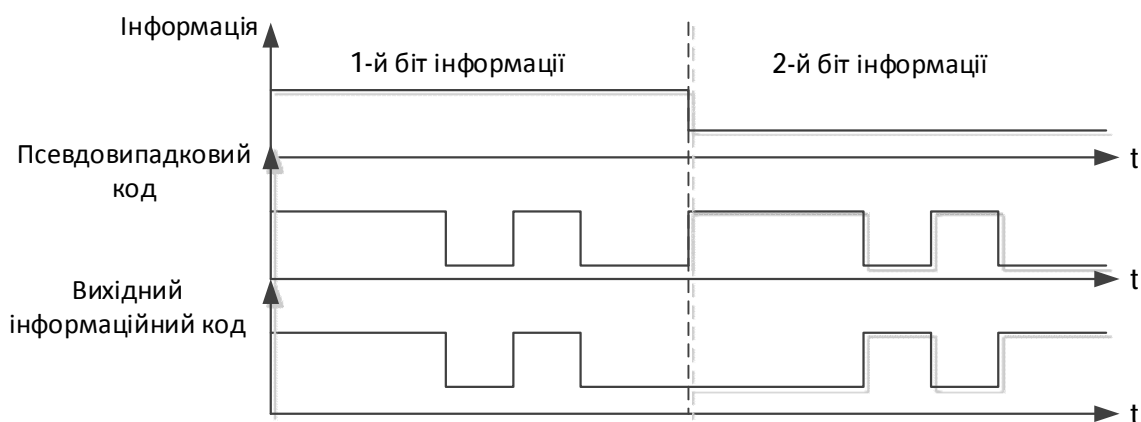 Інформація
1-й біт інформації
2-й біт інформації
t
Псевдовипадковий
код
t
Вихідний
інформаційний код
t